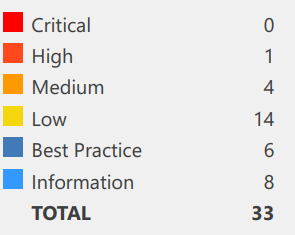 Critical 0
High 1
Medium 4
Low 14
Best Practice 6
Information 8
TOTAL 33